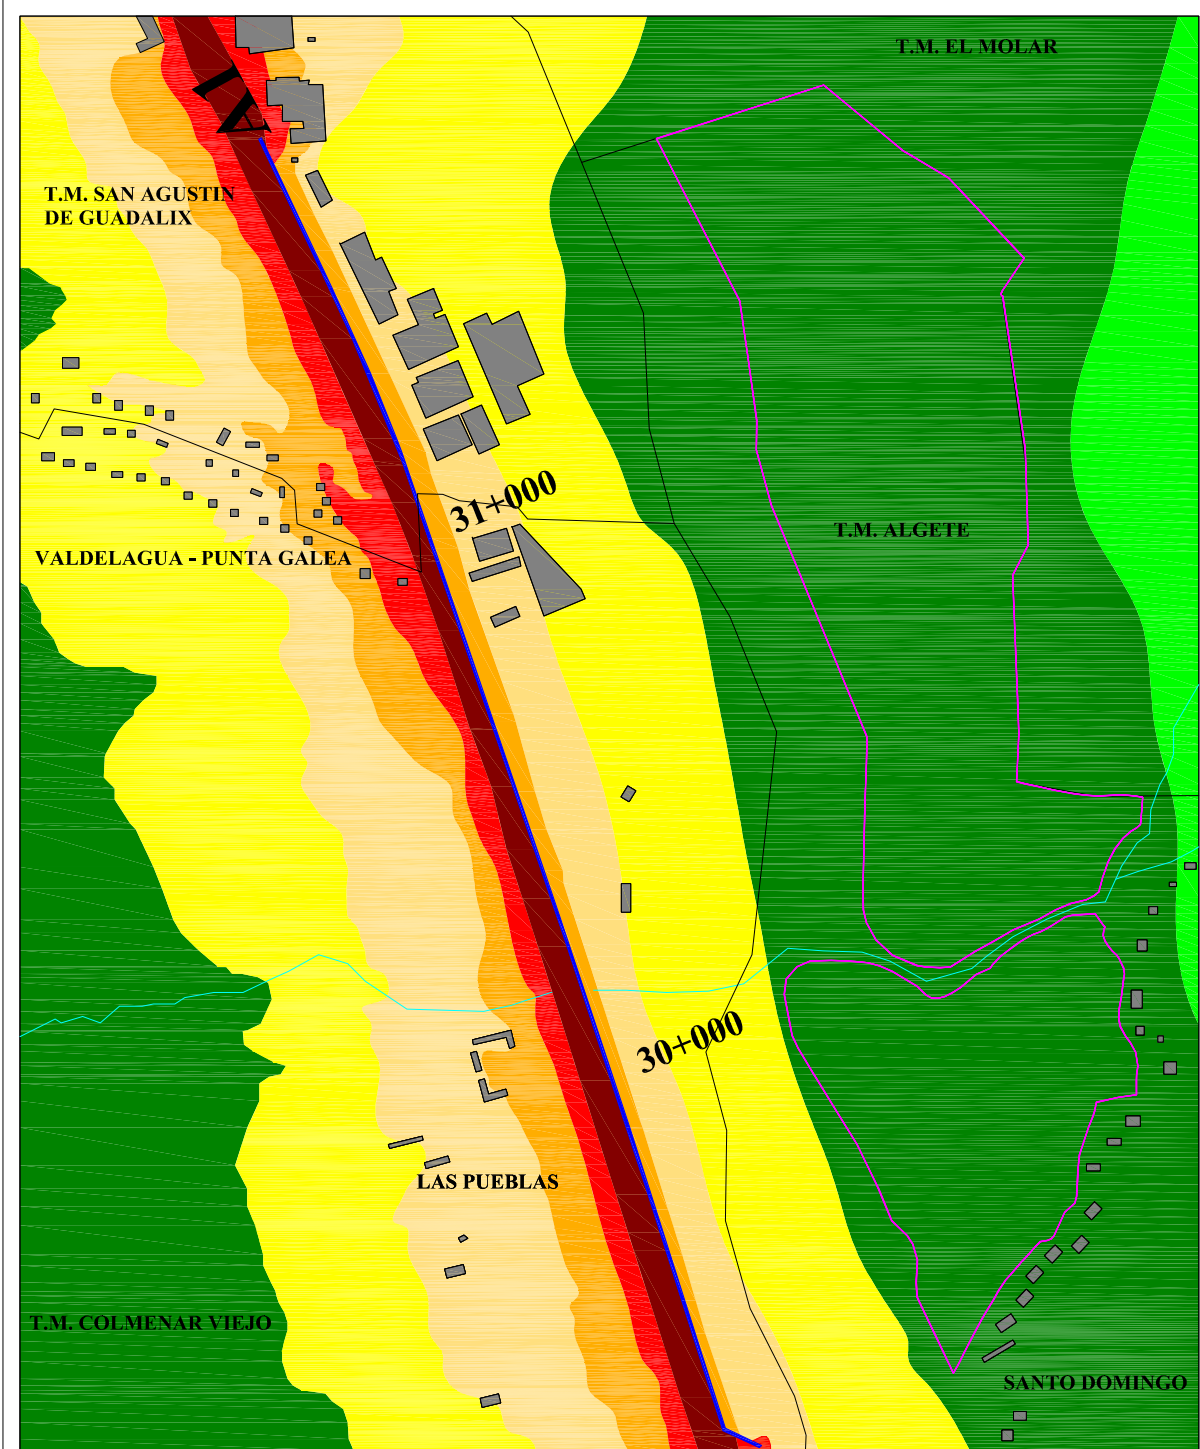 T.M. EL MOLAR
T.M. SAN AGUSTIN
DE GUADALIX
31+000
T.M. ALGETE
VALDELAGUA - PUNTA GALEA
30+000
LAS PUEBLAS
T.M. COLMENAR VIEJO
SANTO DOMINGO